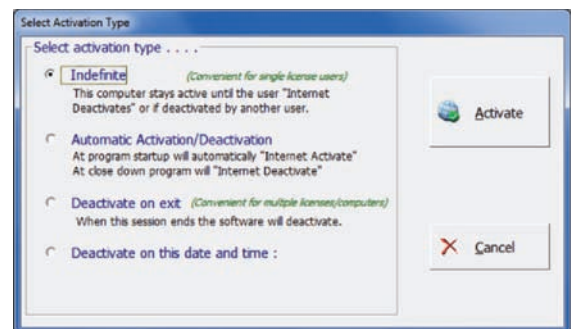 Select Activation Type
Select activation type . . . .
Indefinite (Convenient for single license users)
This computer stays active until the user "Internet
Deactivates" or if deactivated by another user.
Activate
Automatic Activation/Deactivation
At program startup will automatically "Internet Activate"
At close down program will "Internet Deactivate"
Deactivate on exit (Convenient for multiple licenses/computers)
When this session ends the software will deactivate.
Deactivate on this date and time :
Cancel